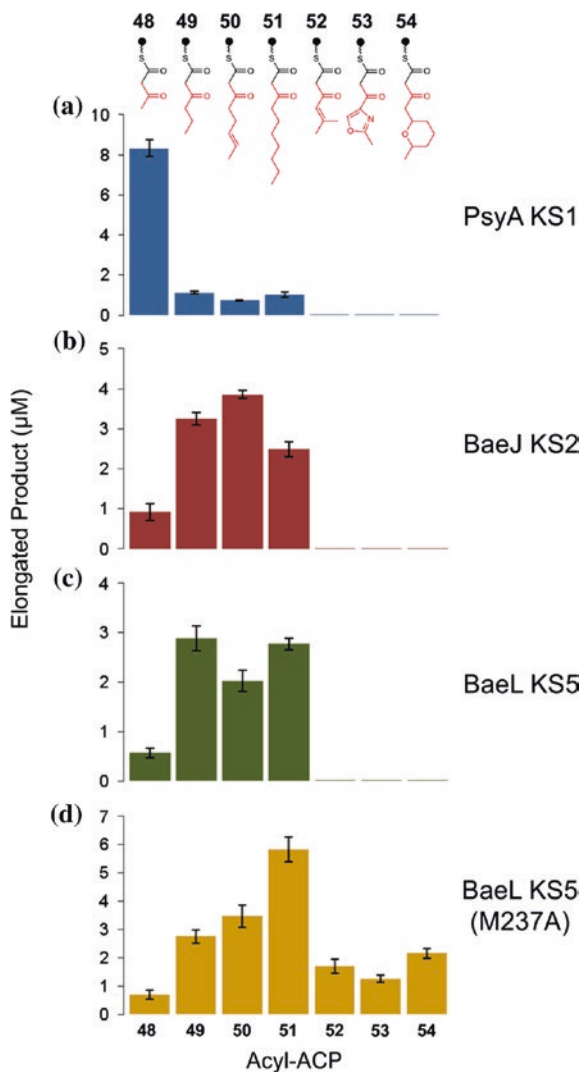 48 49 50 51 52 53 54
S O S O S O S O S O S O S O
O O O O O O O
N
O O
(a)
10
8
6
4
2
0
PsyA KS1
(b)
5
4
3
2
1
0
BaeJ KS2
Elongated Product (µM)
(c)
4
3
2
1
0
BaeL KS5
(d)
7
6
5
4
3
2
1
0
BaeL KS5
(M237A)
48 49 50 51 52 53 54
Acyl-ACP